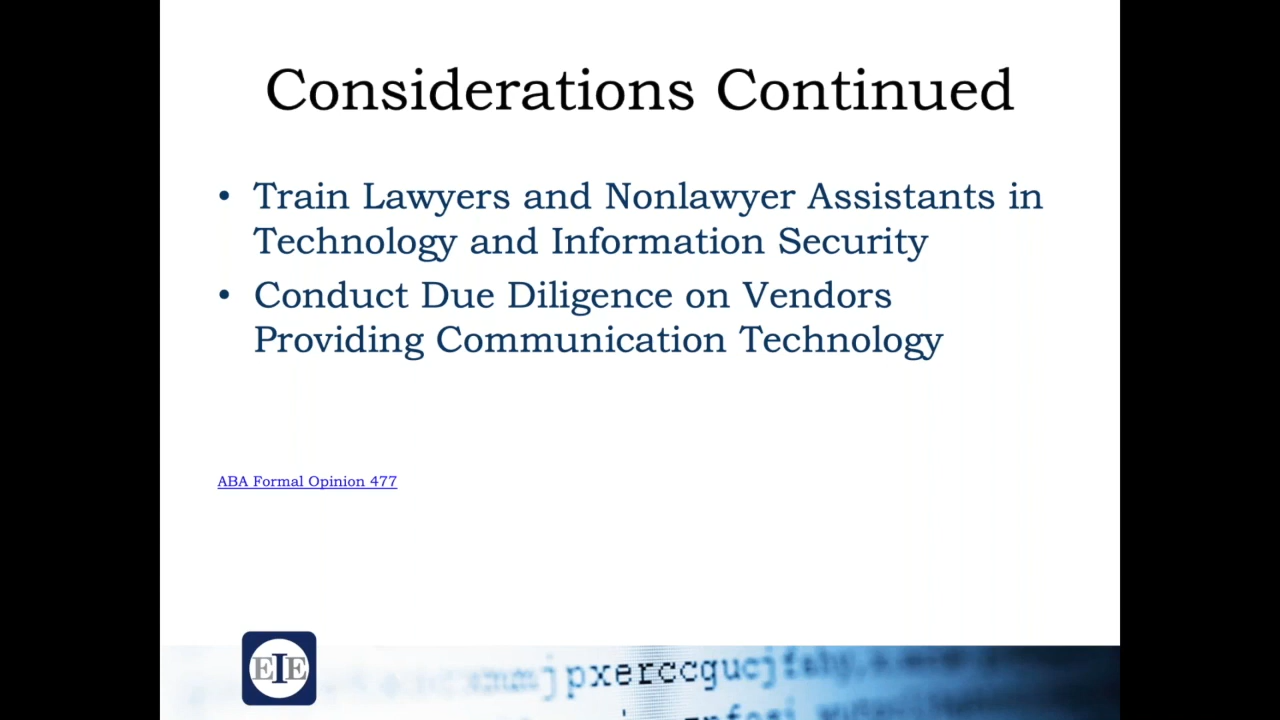 Considerations Continued
• Train Lawyers and Nonlawyer Assistants in
Technology and Information Security
• Conduct Due Diligence on Vendors
Providing Communication Technology
ABA Formal Opinion 477
EIE
jpxerccgucj